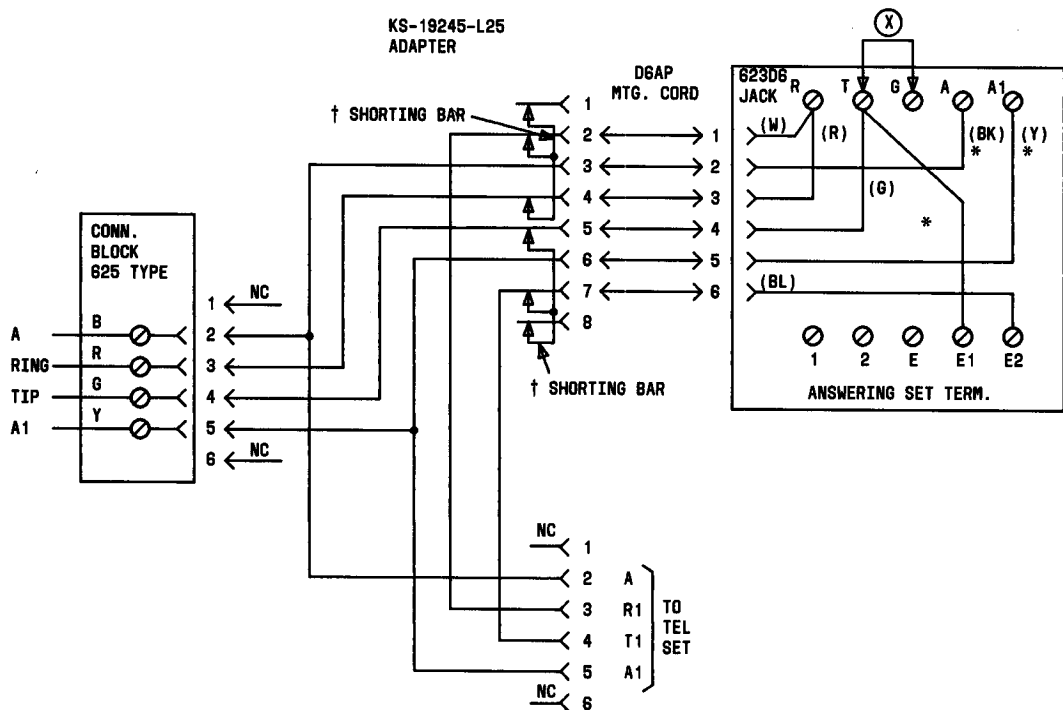 KS-19245-L25
ADAPTER
X
D6AP
MTG. CORD
623D6
JACK
R T G A A1
† SHORTING BAR
1
2
3
4
5
6
7
8
1
2
3
4
5
6
(W)
(R)
(BK)
*
(Y)
*
(G)
*
(BL)
1 2 E E1 E2
ANSWERING SET TERM.
† SHORTING BAR
CONN.
BLOCK
625 TYPE
1 NC
A B 2
RING R 3
TIP G 4
A1 Y 5
6 NC
NC 1
2 A
3 R1
4 T1
5 A1
NC 6
TO
TEL
SET